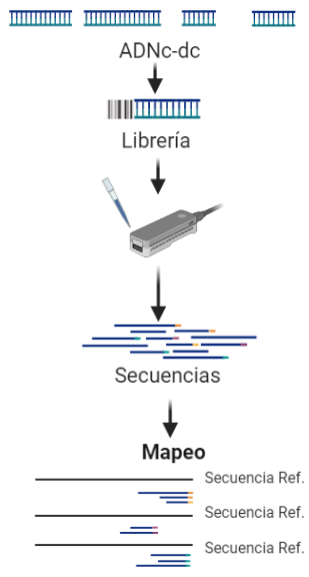 ADNc-dc
Librería
Secuencias
Mapeo
Secuencia Ref.
Secuencia Ref.
Secuencia Ref.